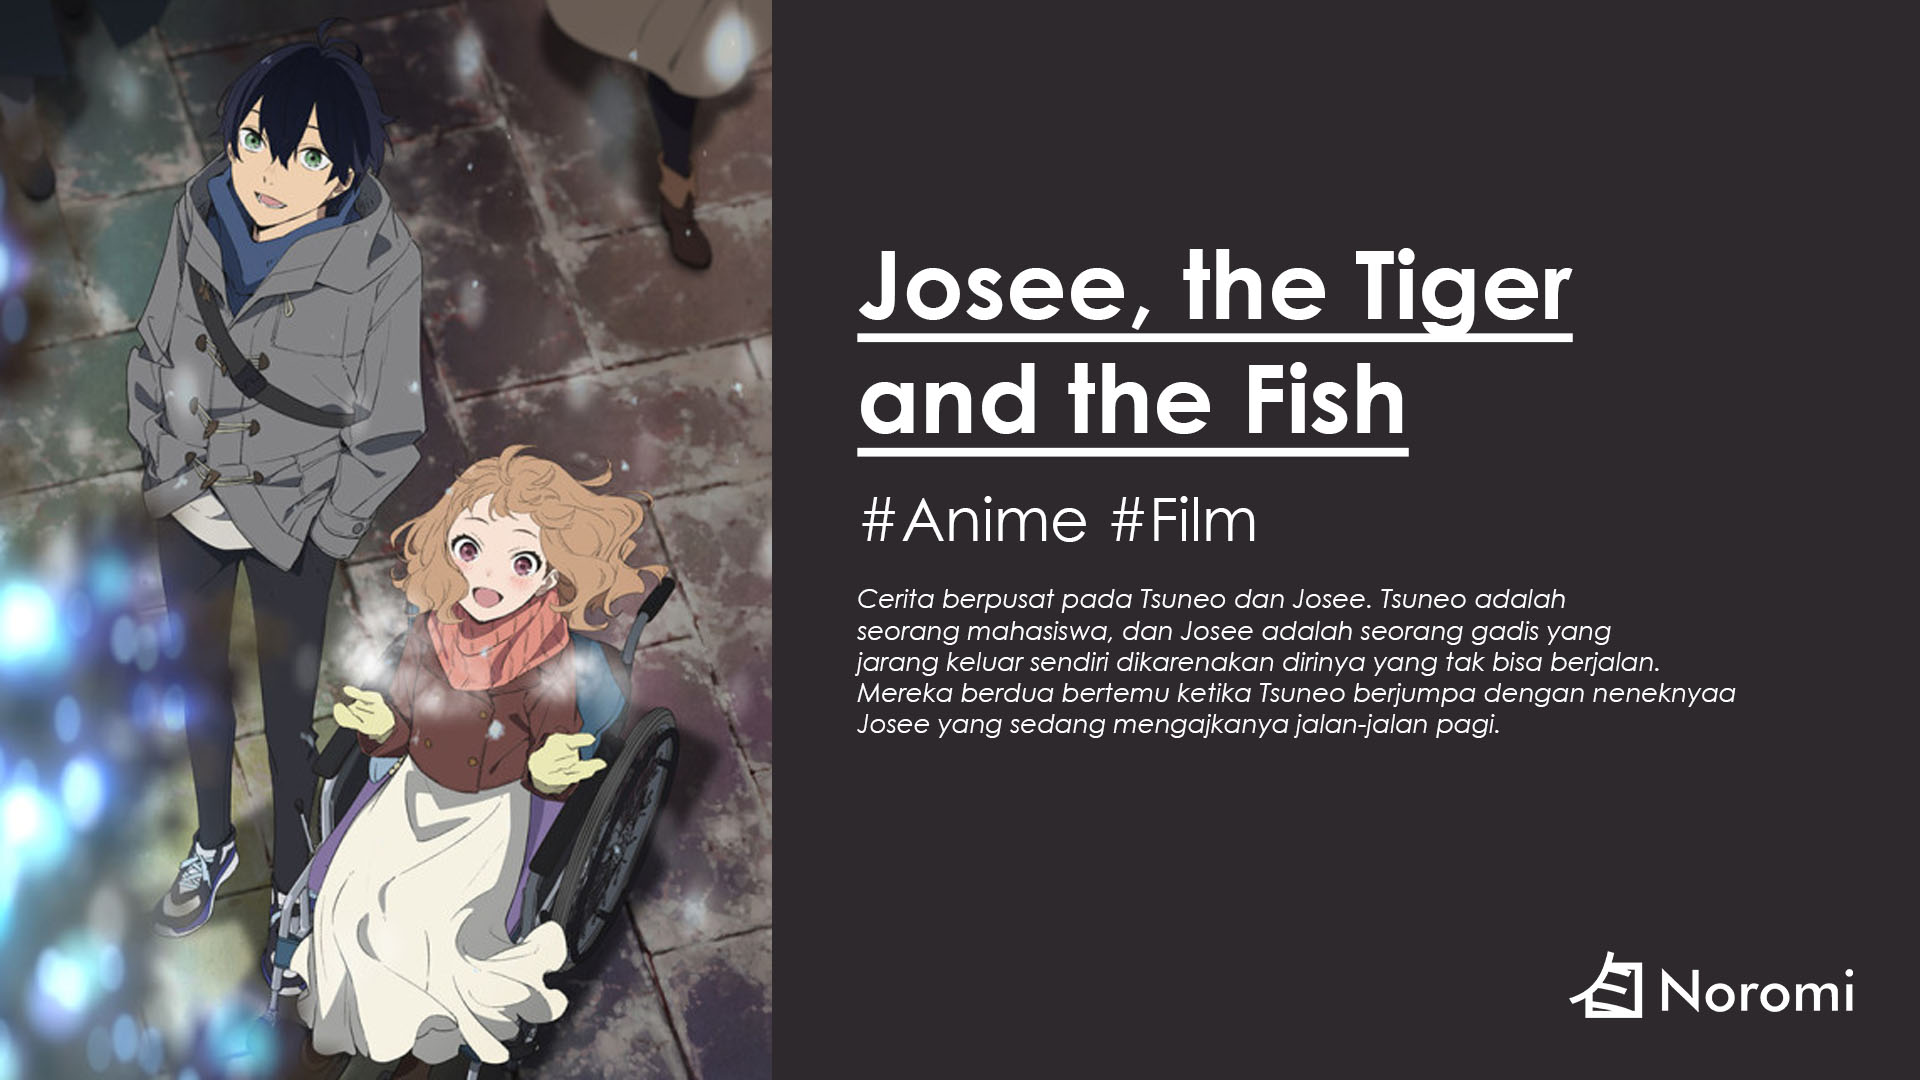 Josee, the Tiger
and the Fish
#Anime #Film
Cerita berpusat pada Tsuneo dan Josee. Tsuneo adalah
seorang mahasiswa, dan Josee adalah seorang gadis yang
jarang keluar sendiri dikarenakan dirinya yang tak bisa berjalan.
Mereka berdua bertemu ketika Tsuneo berjumpa dengan neneknyaa
Josee yang sedang mengajkanya jalan-jalan pagi.
Noromi